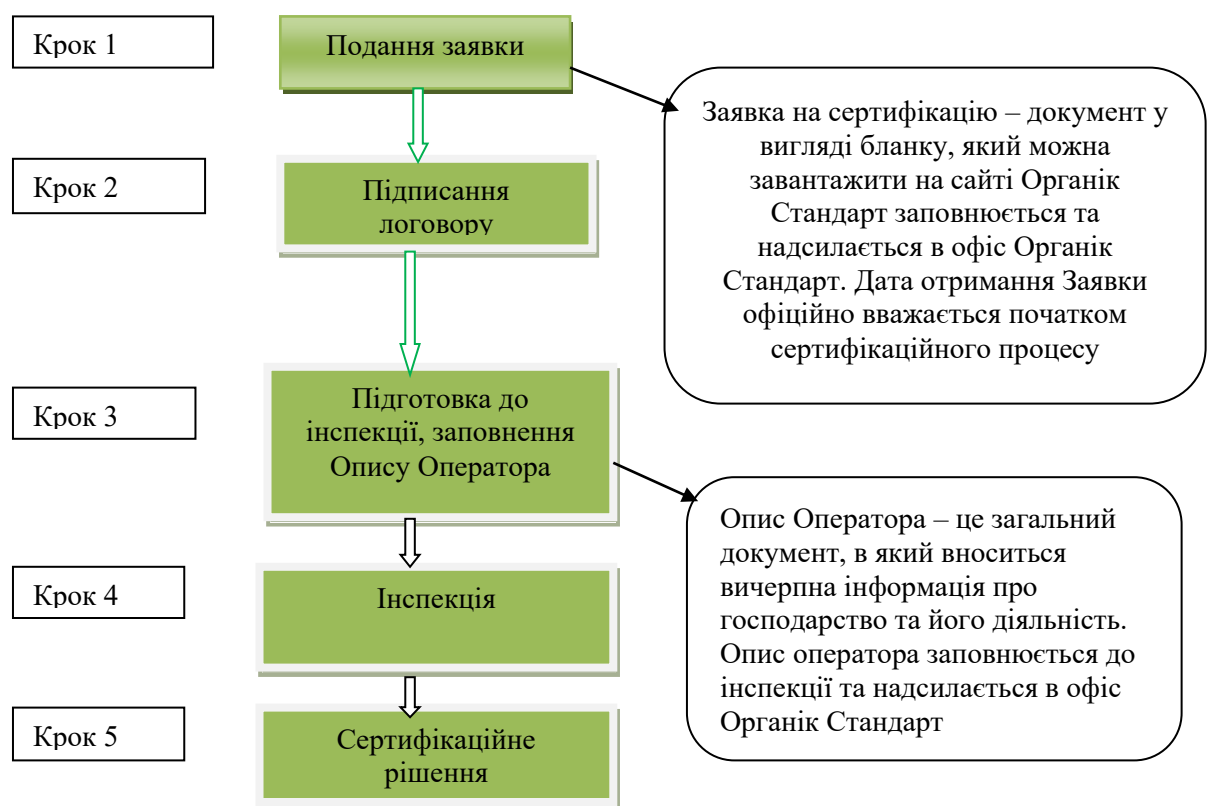 Крок 1
Подання заявки
Заявка на сертифікацію – документ у
вигляді бланку, який можна
завантажити на сайті Органік
Стандарт заповнюється та
надсилається в офіс Органік
Стандарт. Дата отримання Заявки
офіційно вважається початком
сертифікаційного процесу
Крок 2
Підписання
договору
Крок 3
Підготовка до
інспекції, заповнення
Опису Оператора
Опис Оператора – це загальний
документ, в який вноситься
вичерпна інформація про
господарство та його діяльність.
Опис оператора заповнюється до
інспекції та надсилається в офіс
Органік Стандарт
Крок 4
Інспекція
Крок 5
Сертифікаційне
рішення